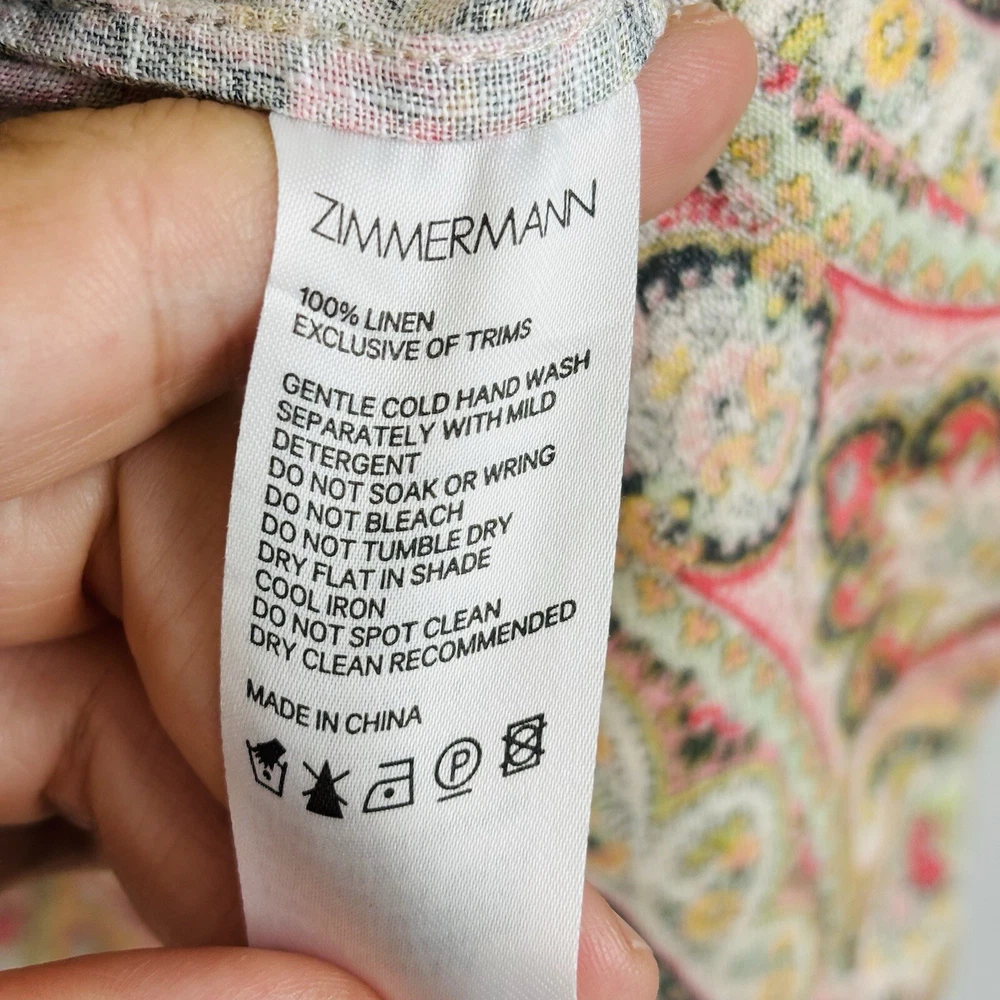 ZIMMERMANN
100% LINEN
EXCLUSIVE OF TRIMS
GENTLE COLD HAND WASH
SEPARATELY WITH MILD
DETERGENT
DO NOT SOAK OR WRING
DO NOT BLEACH
DO NOT TUMBLE DRY
DRY FLAT IN SHADE
COOL IRON
DO NOT SPOT CLEAN
DRY CLEAN RECOMMENDED
MADE IN CHINA
P